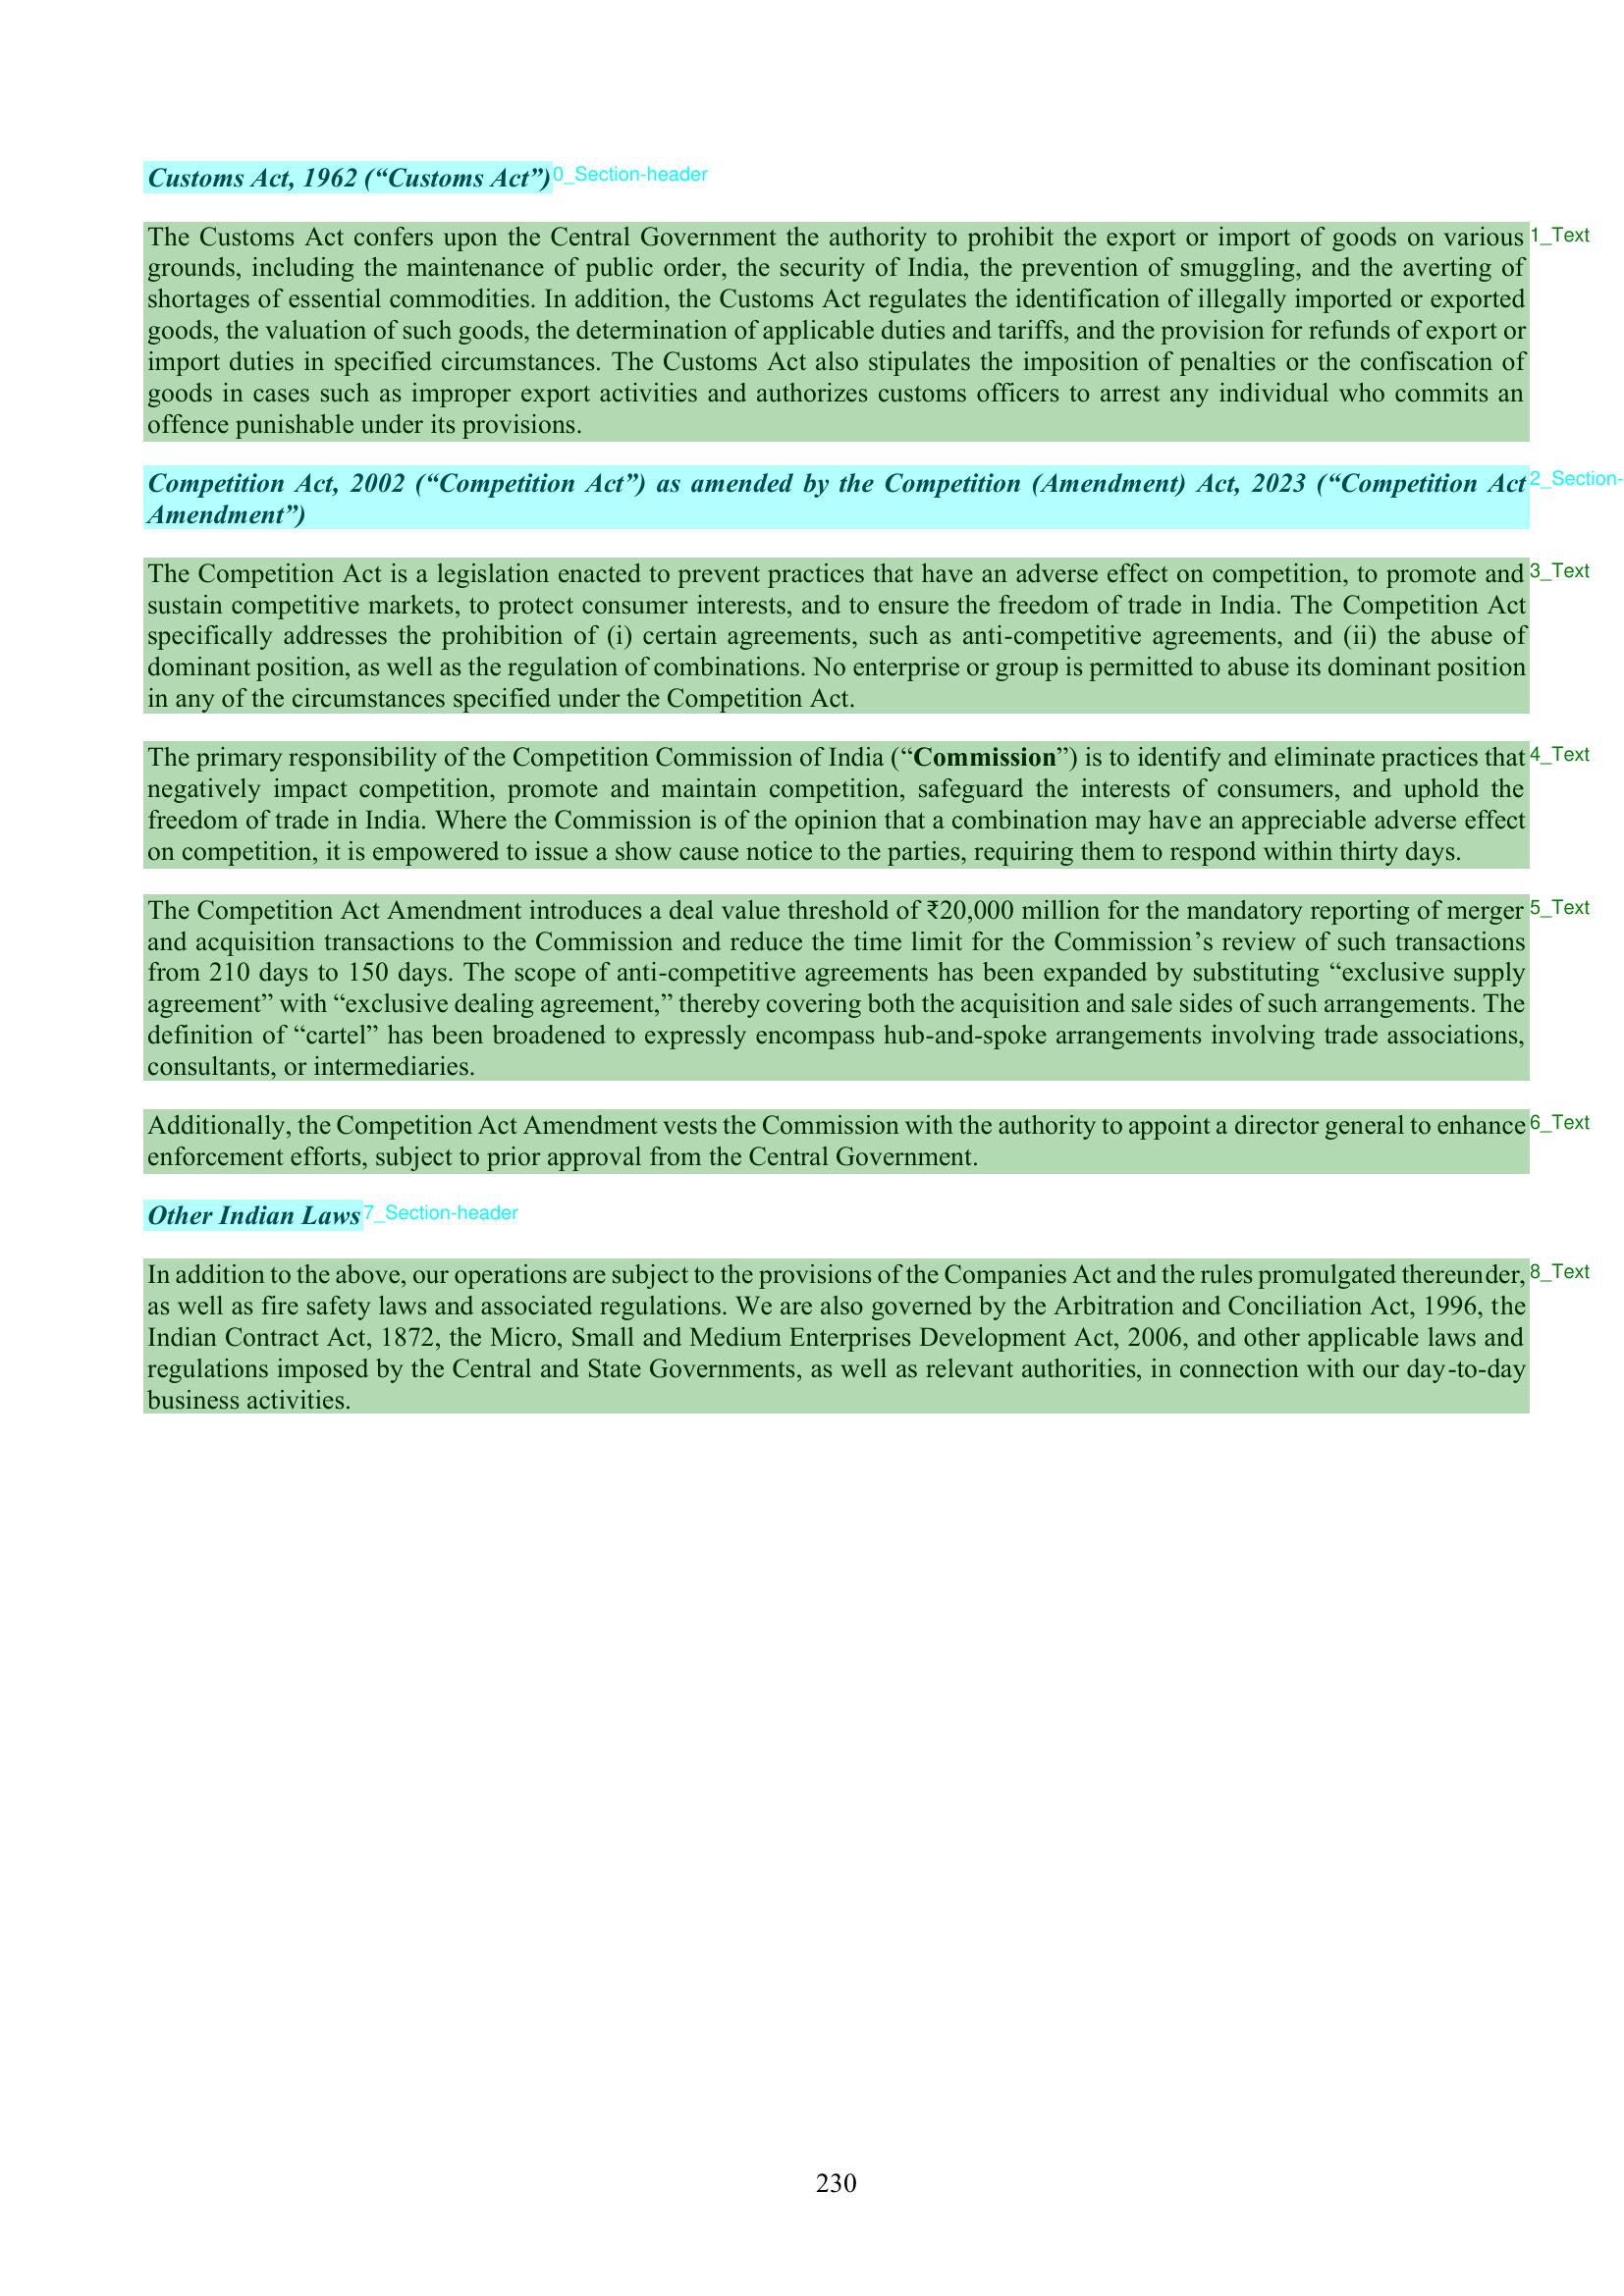 Customs Act, 1962 (“Customs Act”) 0_Section-header
The Customs Act confers upon the Central Government the authority to prohibit the export or import of goods on various 1_Text
grounds, including the maintenance of public order, the security of India, the prevention of smuggling, and the averting of
shortages of essential commodities. In addition, the Customs Act regulates the identification of illegally imported or exported
goods, the valuation of such goods, the determination of applicable duties and tariffs, and the provision for refunds of export or
import duties in specified circumstances. The Customs Act also stipulates the imposition of penalties or the confiscation of
goods in cases such as improper export activities and authorizes customs officers to arrest any individual who commits an
offence punishable under its provisions.
Competition Act, 2002 (“Competition Act”) as amended by the Competition (Amendment) Act, 2023 (“Competition Act 2_Section-
Amendment”)
The Competition Act is a legislation enacted to prevent practices that have an adverse effect on competition, to promote and 3_Text
sustain competitive markets, to protect consumer interests, and to ensure the freedom of trade in India. The Competition Act
specifically addresses the prohibition of (i) certain agreements, such as anti-competitive agreements, and (ii) the abuse of
dominant position, as well as the regulation of combinations. No enterprise or group is permitted to abuse its dominant position
in any of the circumstances specified under the Competition Act.
The primary responsibility of the Competition Commission of India (“Commission”) is to identify and eliminate practices that 4_Text
negatively impact competition, promote and maintain competition, safeguard the interests of consumers, and uphold the
freedom of trade in India. Where the Commission is of the opinion that a combination may have an appreciable adverse effect
on competition, it is empowered to issue a show cause notice to the parties, requiring them to respond within thirty days.
The Competition Act Amendment introduces a deal value threshold of ₹20,000 million for the mandatory reporting of merger 5_Text
and acquisition transactions to the Commission and reduce the time limit for the Commission’s review of such transactions
from 210 days to 150 days. The scope of anti-competitive agreements has been expanded by substituting “exclusive supply
agreement” with “exclusive dealing agreement,” thereby covering both the acquisition and sale sides of such arrangements. The
definition of “cartel” has been broadened to expressly encompass hub-and-spoke arrangements involving trade associations,
consultants, or intermediaries.
Additionally, the Competition Act Amendment vests the Commission with the authority to appoint a director general to enhance 6_Text
enforcement efforts, subject to prior approval from the Central Government.
Other Indian Laws 7_Section-header
In addition to the above, our operations are subject to the provisions of the Companies Act and the rules promulgated thereunder, 8_Text
as well as fire safety laws and associated regulations. We are also governed by the Arbitration and Conciliation Act, 1996, the
Indian Contract Act, 1872, the Micro, Small and Medium Enterprises Development Act, 2006, and other applicable laws and
regulations imposed by the Central and State Governments, as well as relevant authorities, in connection with our day-to-day
business activities.
230